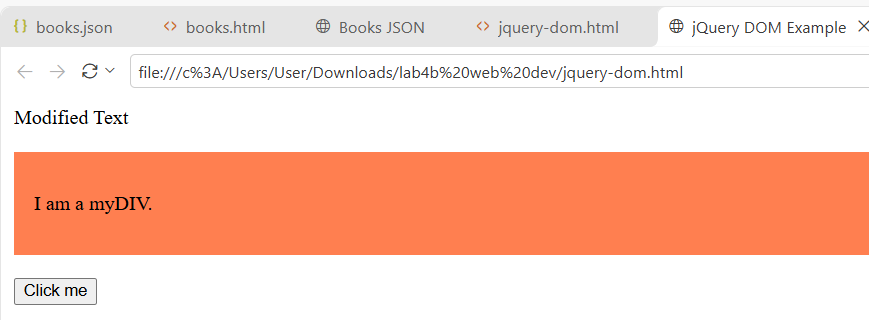 books.json books.html Books JSON jquery-dom.html jQuery DOM Example
file:///c%3A/Users/User/Downloads/lab4b%20web%20dev/jquery-dom.html
Modified Text
I am a myDIV.
Click me